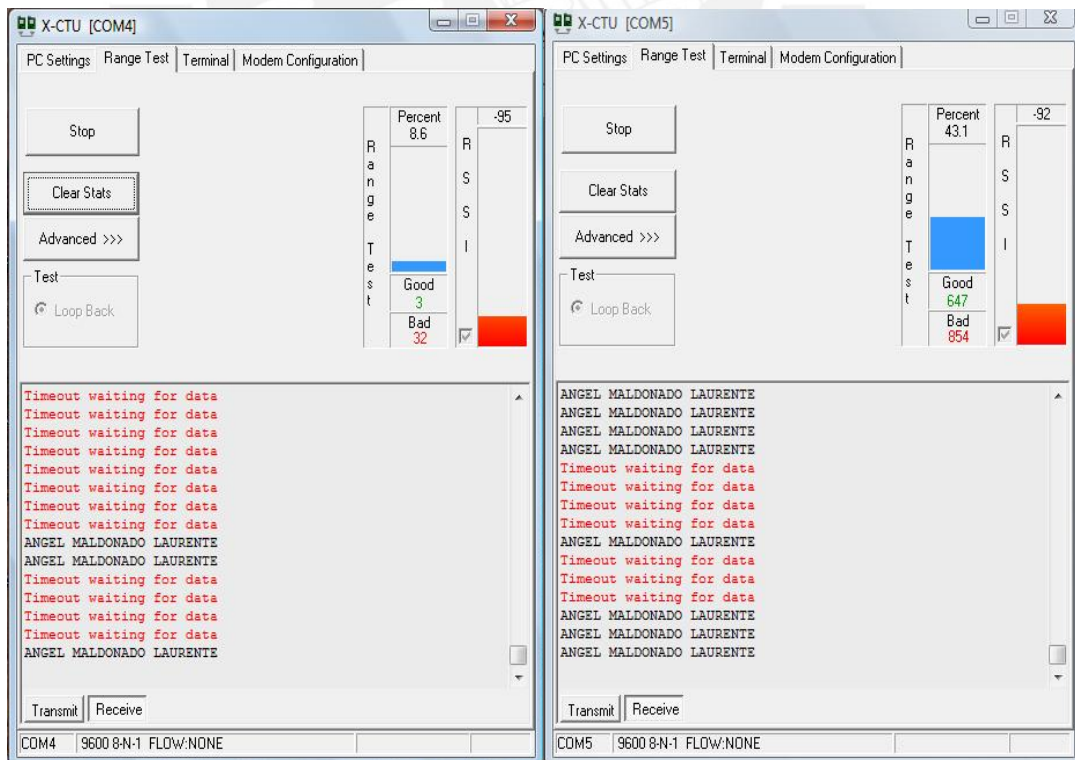 X-CTU [COM4]
PC Settings Range Test Terminal Modem Configuration
Stop
Clear Stats
Advanced >>>
Test
Loop Back
Range Test
Percent
8.6
Good
3
Bad
32
RSSI
-95
Timeout waiting for data
Timeout waiting for data
Timeout waiting for data
Timeout waiting for data
Timeout waiting for data
Timeout waiting for data
Timeout waiting for data
Timeout waiting for data
ANGEL MALDONADO LAURENTE
ANGEL MALDONADO LAURENTE
Timeout waiting for data
Timeout waiting for data
Timeout waiting for data
Timeout waiting for data
ANGEL MALDONADO LAURENTE
Transmit Receive
COM4 9600 8-N-1 FLOW:NONE
X-CTU [COM5]
PC Settings Range Test Terminal Modem Configuration
Stop
Clear Stats
Advanced >>>
Test
Loop Back
Range Test
Percent
43.1
Good
647
Bad
854
RSSI
-92
ANGEL MALDONADO LAURENTE
ANGEL MALDONADO LAURENTE
ANGEL MALDONADO LAURENTE
ANGEL MALDONADO LAURENTE
Timeout waiting for data
Timeout waiting for data
Timeout waiting for data
Timeout waiting for data
ANGEL MALDONADO LAURENTE
Timeout waiting for data
Timeout waiting for data
Timeout waiting for data
ANGEL MALDONADO LAURENTE
ANGEL MALDONADO LAURENTE
ANGEL MALDONADO LAURENTE
Transmit Receive
COM5 9600 8-N-1 FLOW:NONE